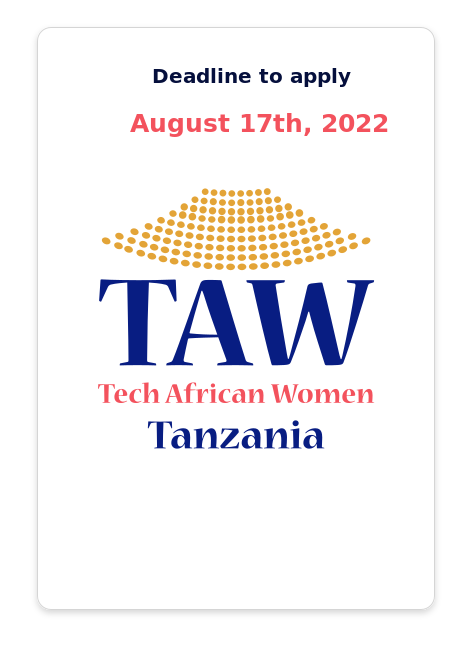 Deadline to apply
August 17th, 2022
TAW
Tech African Women
Tanzania